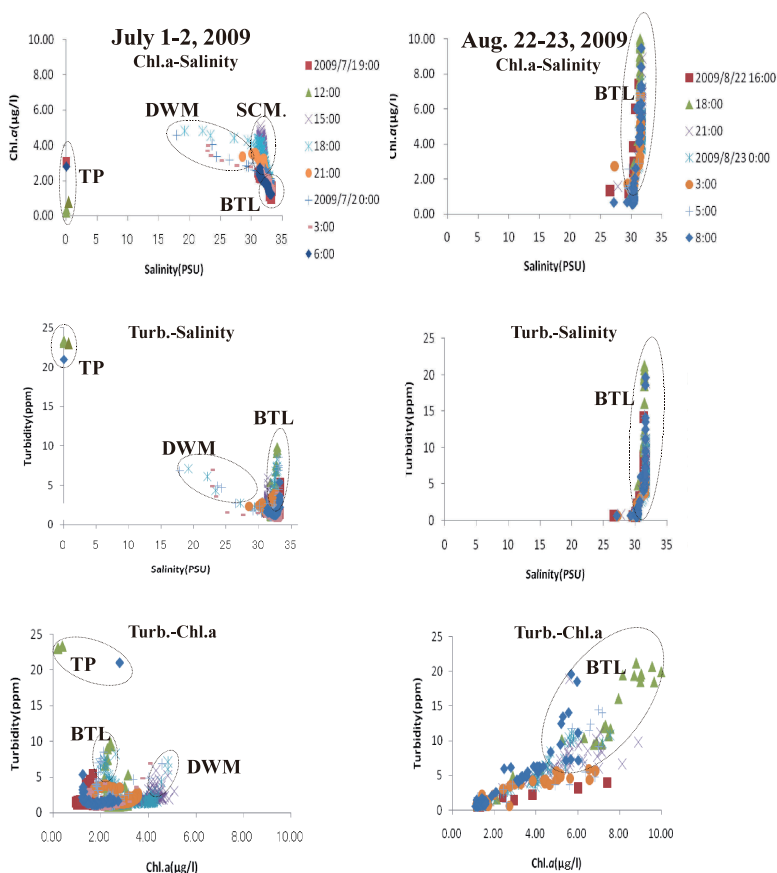 July 1-2, 2009
Chl.a-Salinity
10.00
8.00
6.00
4.00
2.00
0.00
Chl.a(µg/l)
DWM
SCM.
TP
BTL
0 5 10 15 20 25 30 35
Salinity(PSU)
2009/7/1 9:00
12:00
15:00
18:00
21:00
2009/7/2 0:00
3:00
6:00
Aug. 22-23, 2009
Chl.a-Salinity
10.00
8.00
6.00
4.00
2.00
0.00
Chl.a(µg/l)
BTL
0 5 10 15 20 25 30 35
Salinity(PSU)
2009/8/22 16:00
18:00
21:00
2009/8/23 0:00
3:00
5:00
8:00
Turb.-Salinity
25
20
15
10
5
0
Turbidity(ppm)
TP
DWM
BTL
0 5 10 15 20 25 30 35
Salinity(PSU)
Turb.-Salinity
25
20
15
10
5
0
Turbidity(ppm)
BTL
0 5 10 15 20 25 30 35
Salinity(PSU)
Turb.-Chl.a
25
20
15
10
5
0
Turbidity(ppm)
TP
BTL
DWM
0.00 2.00 4.00 6.00 8.00 10.00
Chl.a(µg/l)
Turb.-Chl.a
25
20
15
10
5
0
Turbidity(ppm)
BTL
0.00 2.00 4.00 6.00 8.00 10.00
Chl.a(µg/l)